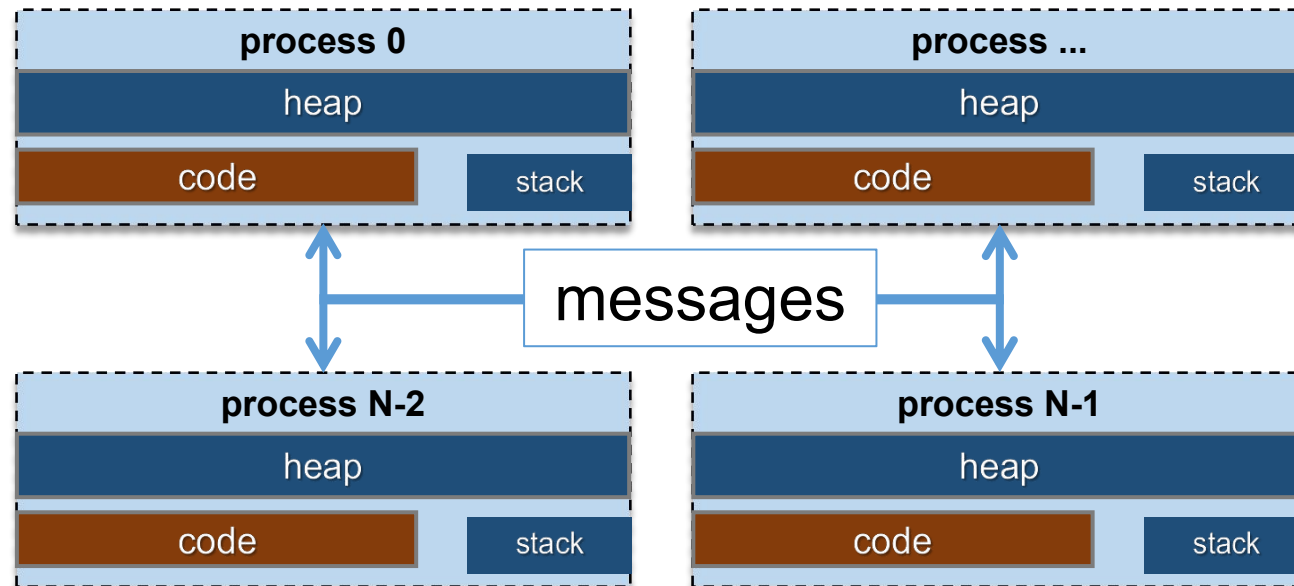 process 0
heap
code
stack
process ...
heap
code
stack
messages
process N-2
heap
code
stack
process N-1
heap
code
stack